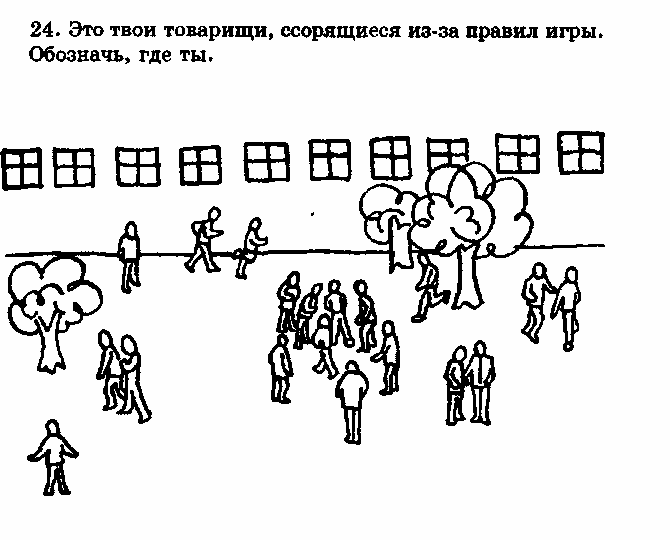 24. Это твои товарищи, ссорящиеся из-за правил игры.
Обозначь, где ты.